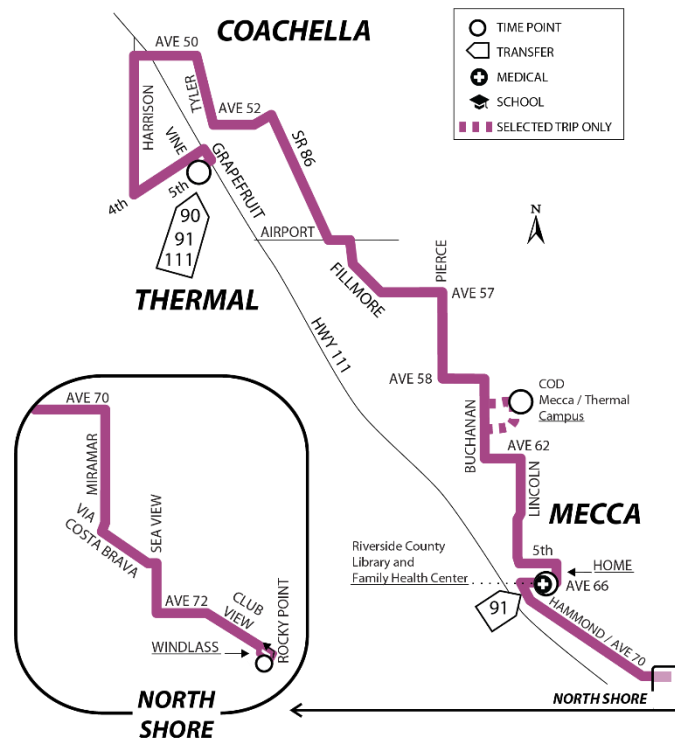 COACHELLA
AVE 50
HARRISON
TYLER
AVE 52
SR 86
VINE
GRAPEFRUIT
4th
5th
90
91
111
THERMAL
AIRPORT
FILLMORE
HWY 111
PIERCE
AVE 57
AVE 58
BUCHANAN
COD
Mecca / Thermal
Campus
AVE 62
LINCOLN
MECCA
5th
HOME
AVE 66
Riverside County
Library and
Family Health Center
91
HAMMOND / AVE 70
NORTH SHORE
TIME POINT
TRANSFER
MEDICAL
SCHOOL
SELECTED TRIP ONLY
N
AVE 70
MIRAMAR
VIA
COSTA BRAVA
SEA VIEW
AVE 72
CLUB
VIEW
ROCKY POINT
WINDLASS
NORTH
SHORE